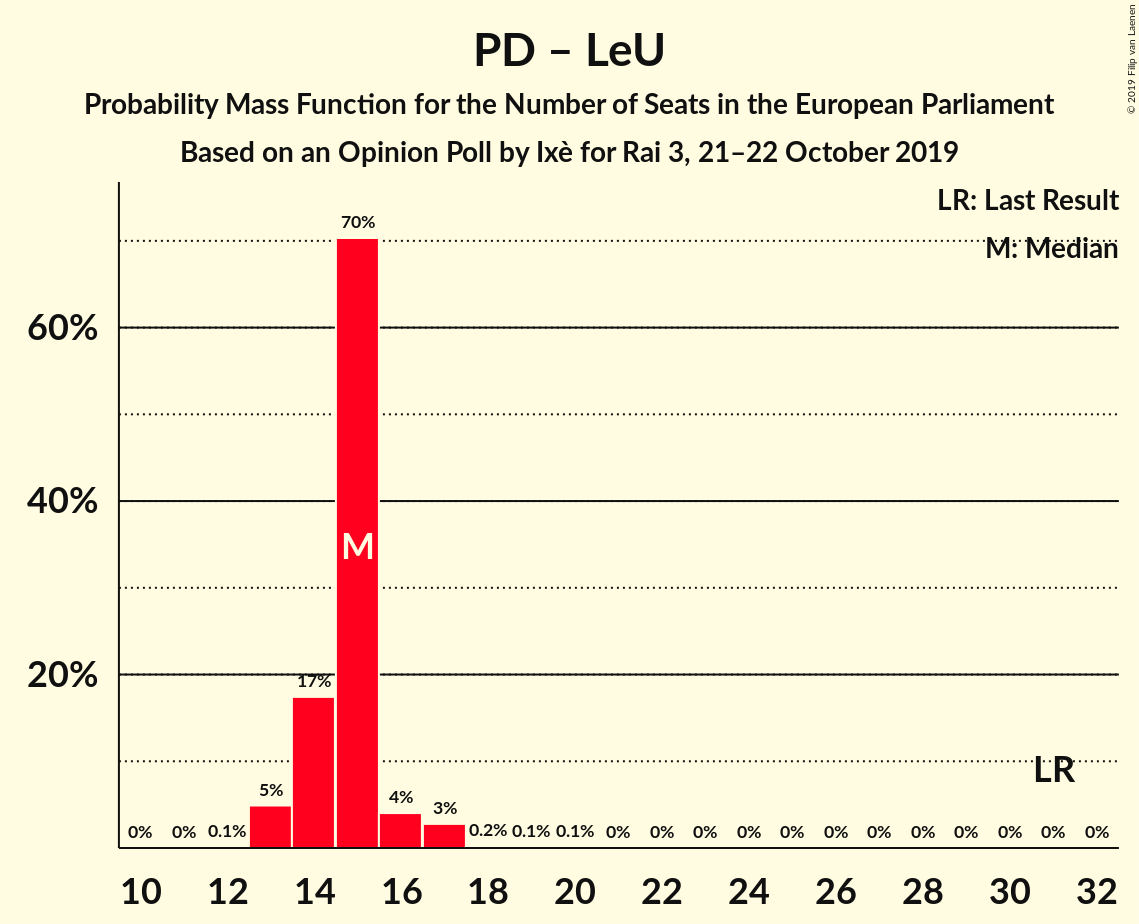 PD – LeU
Probability Mass Function for the Number of Seats in the European Parliament
Based on an Opinion Poll by Ixè for Rai 3, 21–22 October 2019
© 2019 Filip van Laenen
LR: Last Result
M: Median
60%
40%
20%
0% 0% 0.1% 5% 17% 70% 4% 3% 0.2% 0.1% 0.1% 0% 0% 0% 0% 0% 0% 0% 0% 0% 0% 0% 0%
M
LR
10 12 14 16 18 20 22 24 26 28 30 32